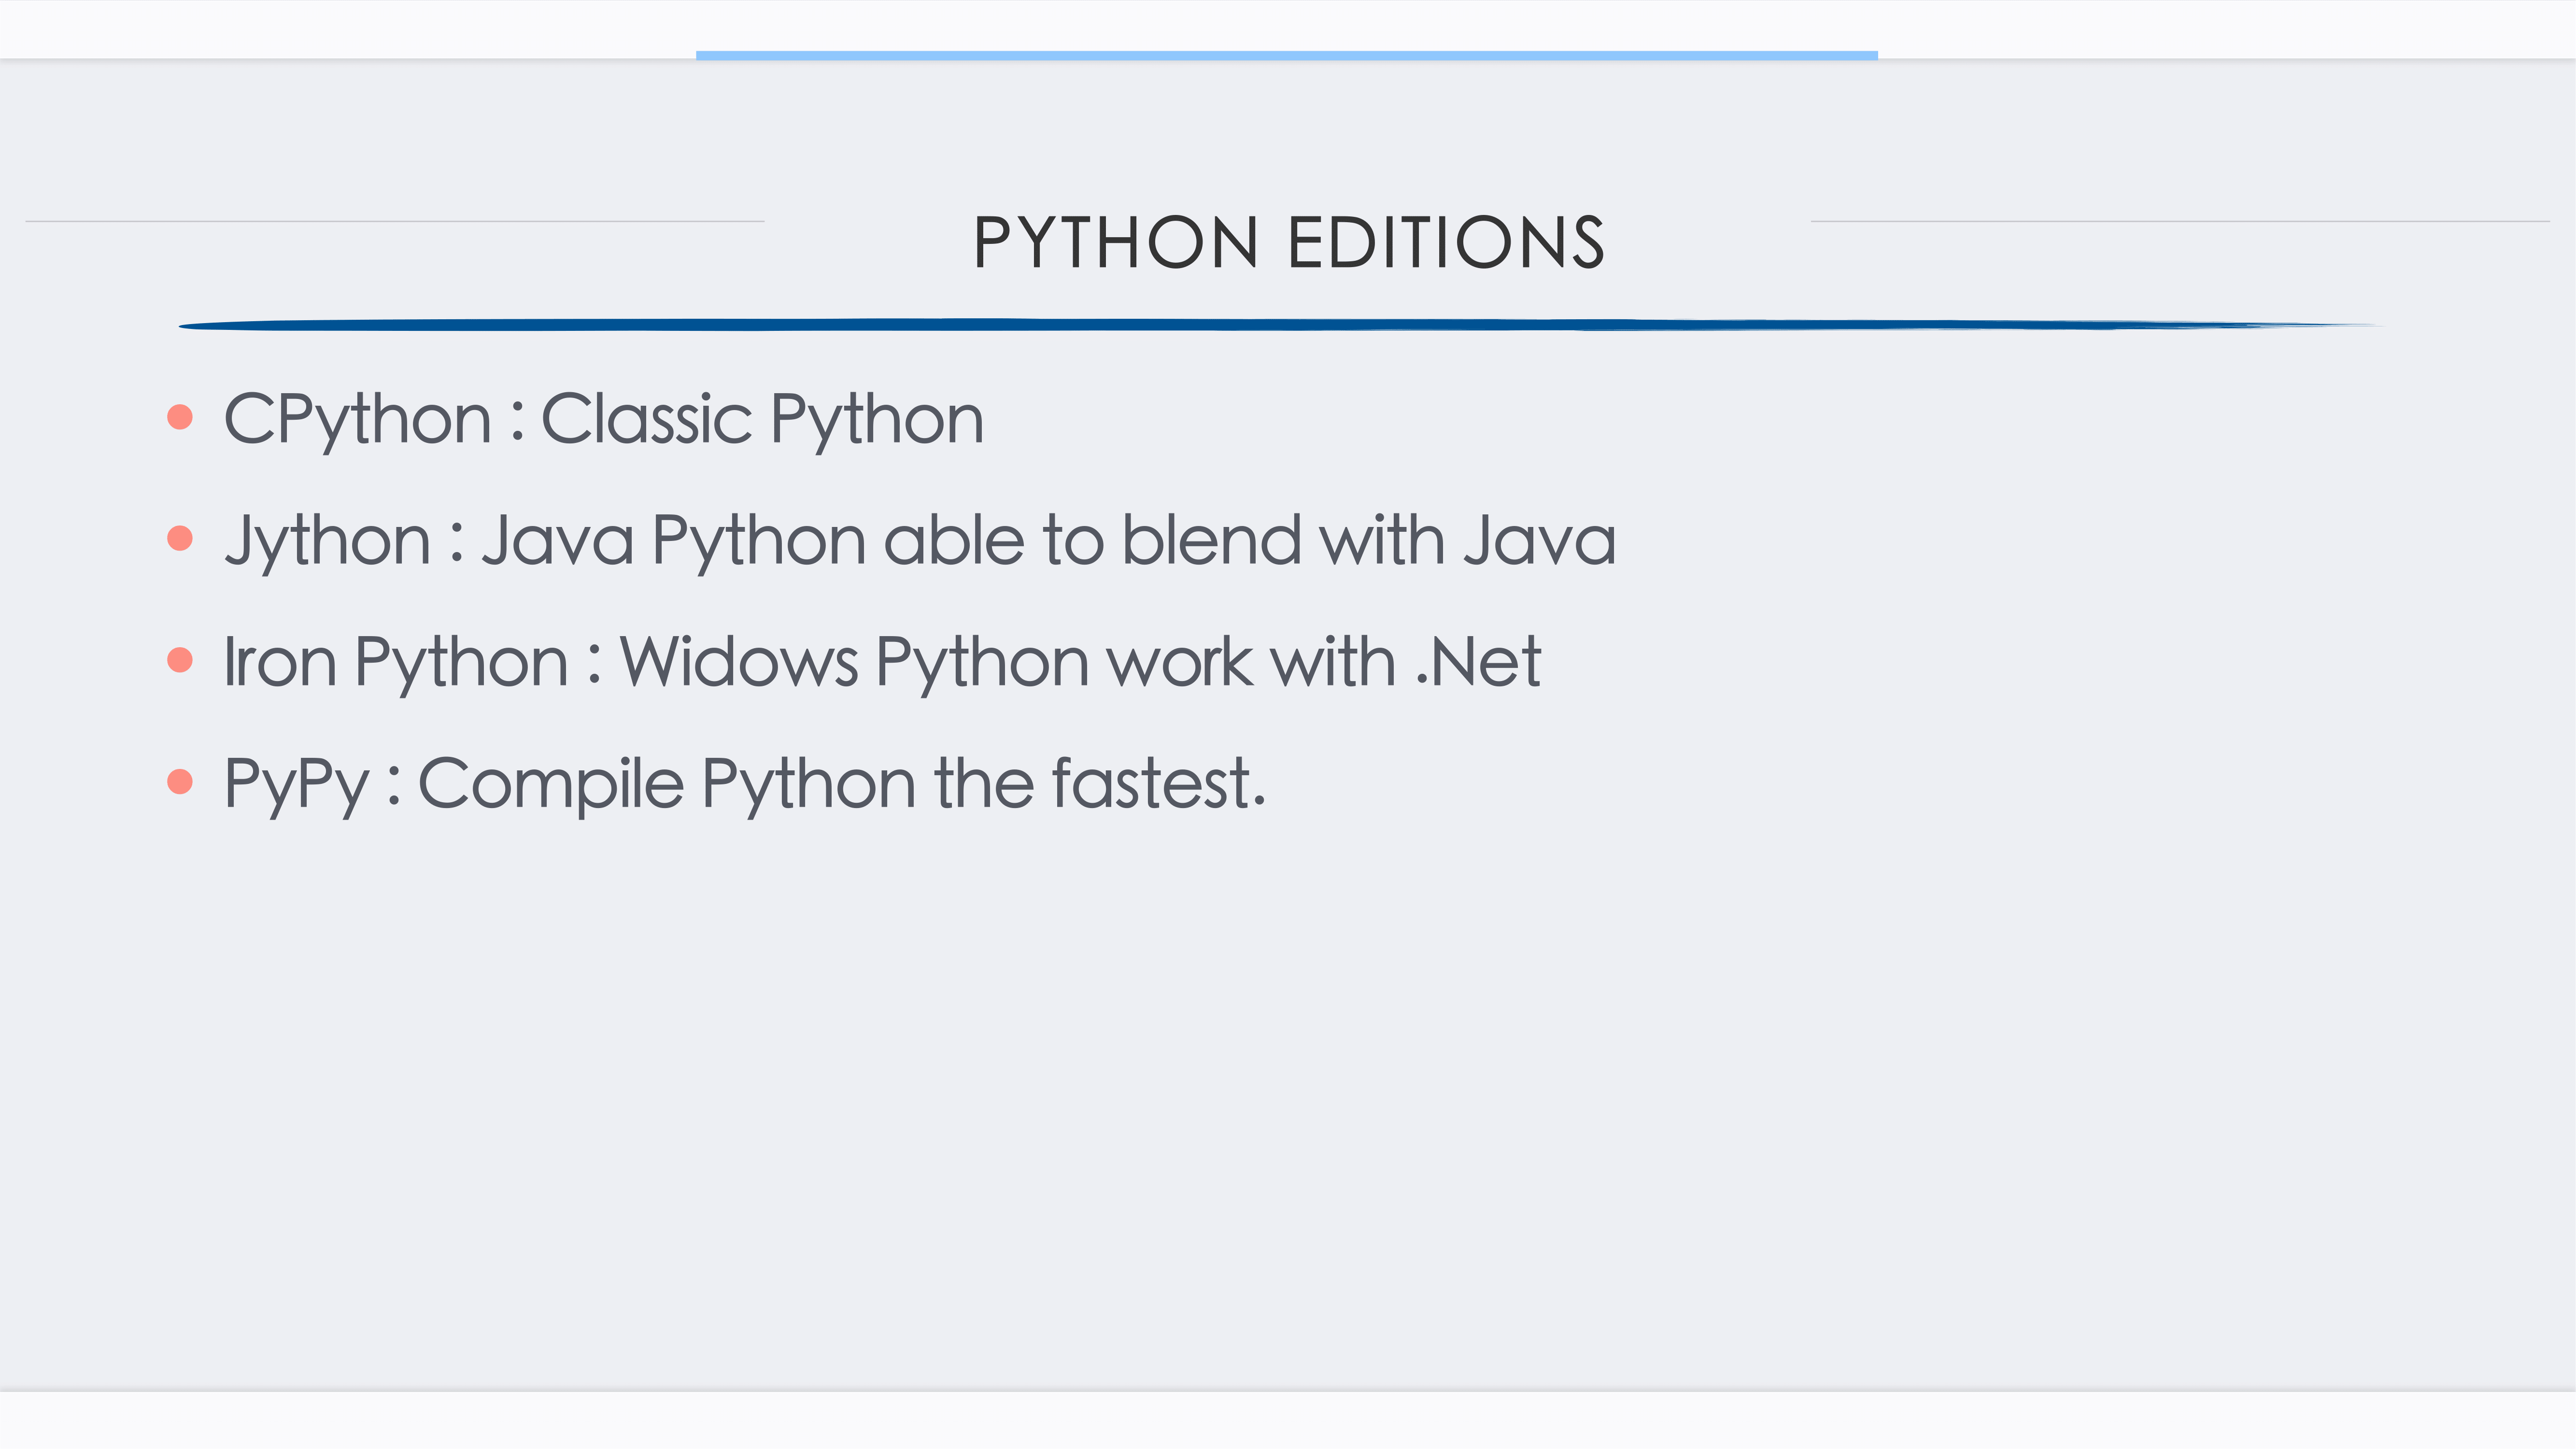 PYTHON EDITIONS
• CPython : Classic Python
• Jython : Java Python able to blend with Java
• Iron Python : Widows Python work with .Net
• PyPy : Compile Python the fastest.